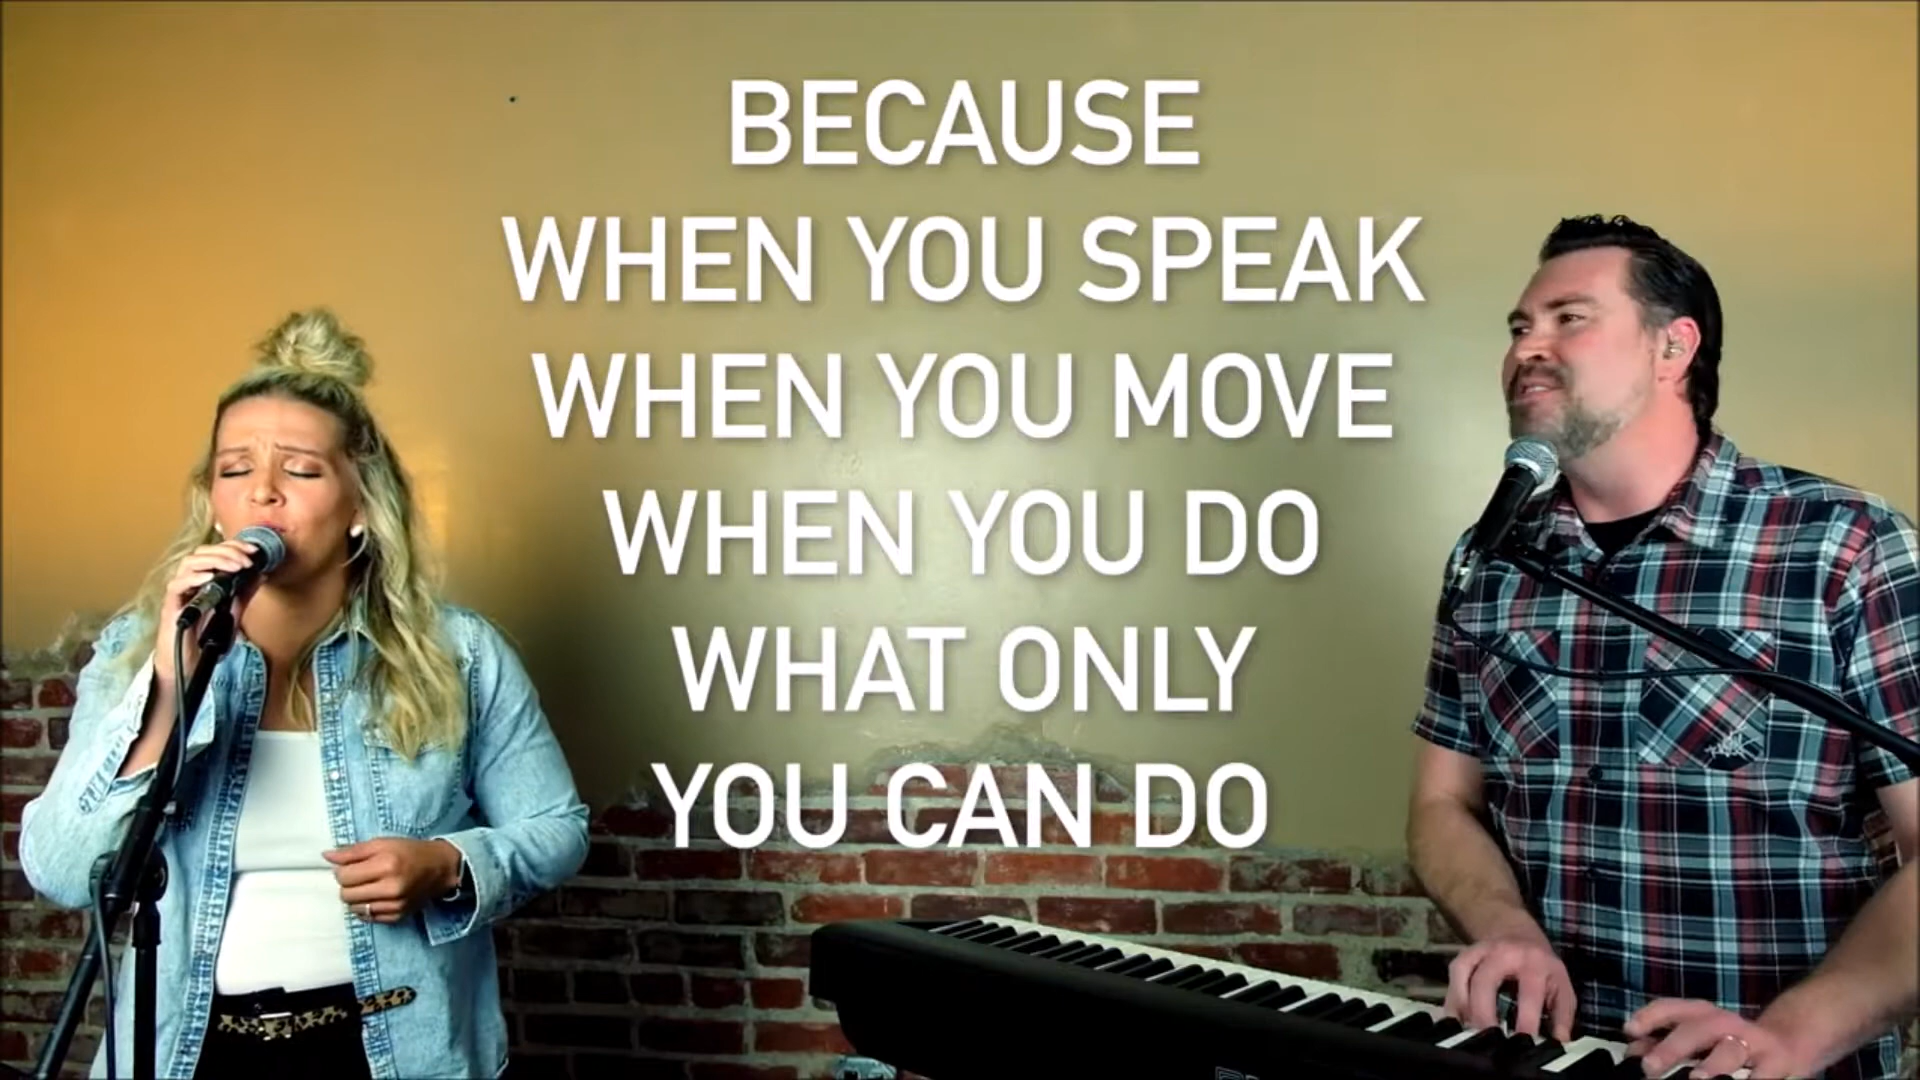 BECAUSE
WHEN YOU SPEAK
WHEN YOU MOVE
WHEN YOU DO
WHAT ONLY
YOU CAN DO